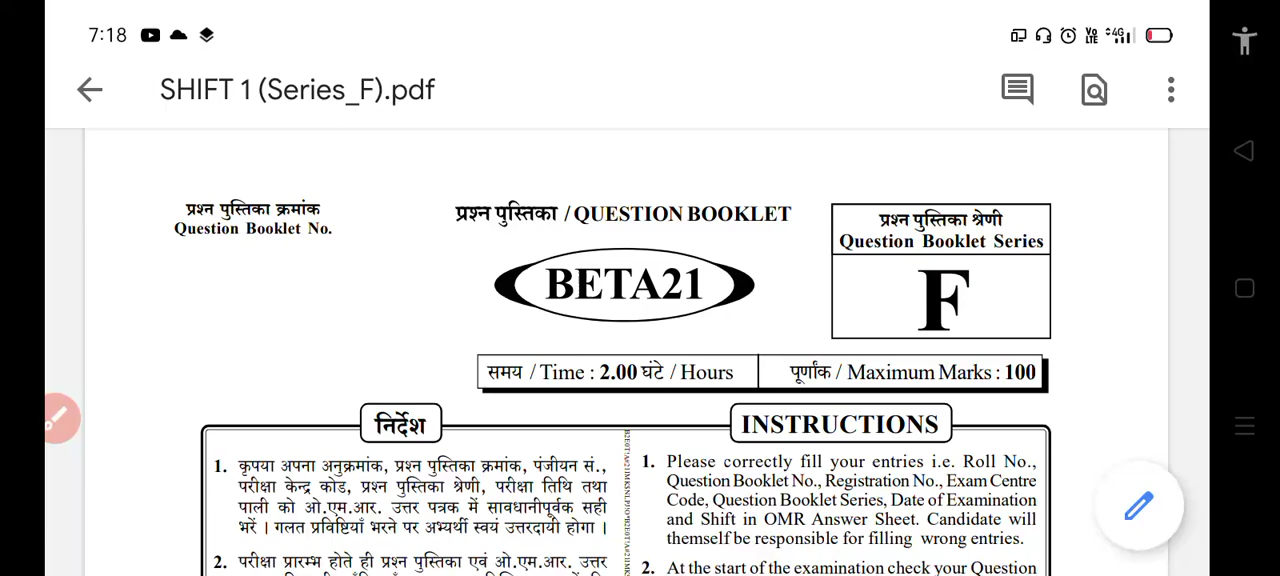 7:18
VoLTE 4G
SHIFT 1 (Series_F).pdf
प्रश्न पुस्तिका क्रमांक
Question Booklet No.
प्रश्न पुस्तिका / QUESTION BOOKLET
BETA21
प्रश्न पुस्तिका श्रेणी
Question Booklet Series
F
समय / Time : 2.00 घंटे / Hours
पूर्णांक / Maximum Marks : 100
निर्देश
1. कृपया अपना अनुक्रमांक, प्रश्न पुस्तिका क्रमांक, पंजीयन सं.,
परीक्षा केन्द्र कोड, प्रश्न पुस्तिका श्रेणी, परीक्षा तिथि तथा
पाली को ओ.एम.आर. उत्तर पत्रक में सावधानीपूर्वक सही
भरें । गलत प्रविष्टियाँ भरने पर अभ्यर्थी स्वयं उत्तरदायी होगा ।
2. परीक्षा प्रारम्भ होते ही प्रश्न पुस्तिका एवं ओ.एम.आर. उत्तर
INSTRUCTIONS
1. Please correctly fill your entries i.e. Roll No.,
Question Booklet No., Registration No., Exam Centre
Code, Question Booklet Series, Date of Examination
and Shift in OMR Answer Sheet. Candidate will
themself be responsible for filling wrong entries.
2. At the start of the examination check your Question